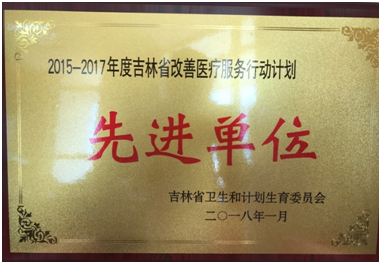 2015-2017年度吉林省改善医疗服务行动计划
先进单位
吉林省卫生和计划生育委员会
二〇一八年一月